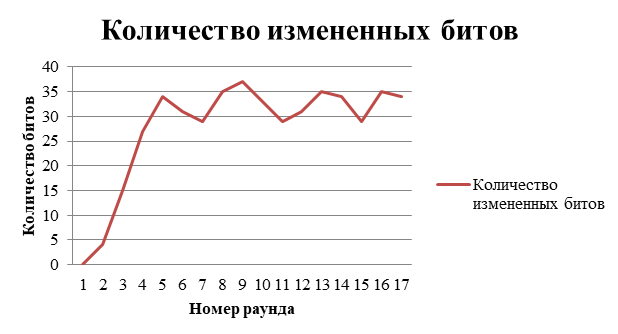 Количество измененных битов
40
35
30
25
20
15
10
5
0
Количество битов
1 2 3 4 5 6 7 8 9 10 11 12 13 14 15 16 17
Номер раунда
Количество
измененных битов